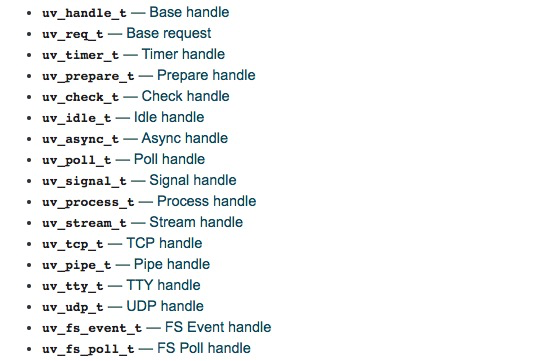 • uv_handle_t — Base handle
• uv_req_t — Base request
• uv_timer_t — Timer handle
• uv_prepare_t — Prepare handle
• uv_check_t — Check handle
• uv_idle_t — Idle handle
• uv_async_t — Async handle
• uv_poll_t — Poll handle
• uv_signal_t — Signal handle
• uv_process_t — Process handle
• uv_stream_t — Stream handle
• uv_tcp_t — TCP handle
• uv_pipe_t — Pipe handle
• uv_tty_t — TTY handle
• uv_udp_t — UDP handle
• uv_fs_event_t — FS Event handle
• uv_fs_poll_t — FS Poll handle